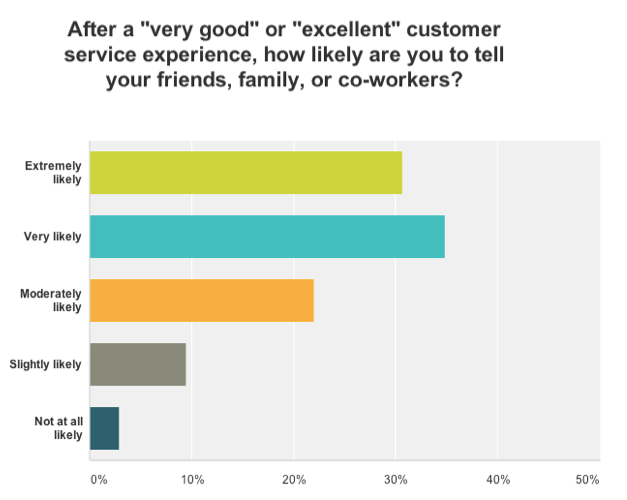 After a "very good" or "excellent" customer
service experience, how likely are you to tell
your friends, family, or co-workers?
Extremely
likely
Very likely
Moderately
likely
Slightly likely
Not at all
likely
0% 10% 20% 30% 40% 50%